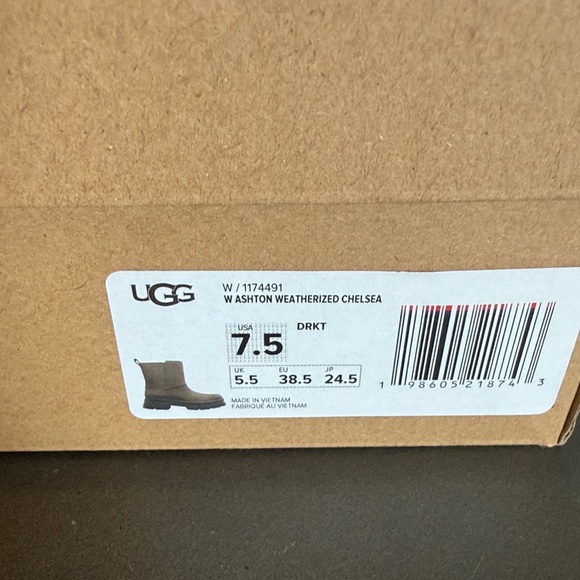 UGG
W / 1174491
W ASHTON WEATHERIZED CHELSEA
USA
7.5
DRKT
UK EU JP
5.5 38.5 24.5
MADE IN VIETNAM
FABRIQUÉ AU VIETNAM
1 98605 21874 3